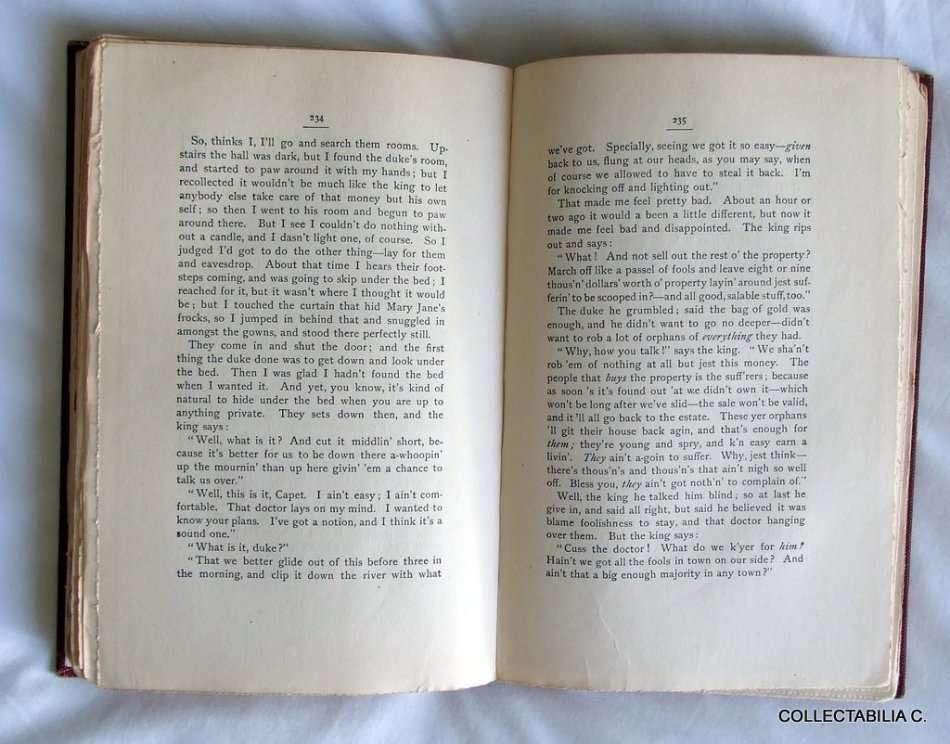 234
So, thinks I, I'll go and search them rooms. Up-
stairs the hall was dark, but I found the duke's room,
and started to paw around it with my hands; but I
recollected it wouldn't be much like the king to let
anybody else take care of that money but his own
self; so then I went to his room and begun to paw
around there. But I see I couldn't do nothing with-
out a candle, and I dasn't light one, of course. So I
judged I'd got to do the other thing—lay for them
and eavesdrop. About that time I hears their foot-
steps coming, and was going to skip under the bed; I
reached for it, but it wasn't where I thought it would
be; but I touched the curtain that hid Mary Jane's
frocks, so I jumped in behind that and snuggled in
amongst the gowns, and stood there perfectly still.
They come in and shut the door; and the first
thing the duke done was to get down and look under
the bed. Then I was glad I hadn't found the bed
when I wanted it. And yet, you know, it's kind of
natural to hide under the bed when you are up to
anything private. They sets down then, and the
king says:
"Well, what is it? And cut it middlin' short, be-
cause it's better for us to be down there a-whoopin'
up the mournin' than up here givin' 'em a chance to
talk us over."
"Well, this is it, Capet. I ain't easy; I ain't com-
fortable. That doctor lays on my mind. I wanted to
know your plans. I've got a notion, and I think it's a
sound one."
"What is it, duke?"
"That we better glide out of this before three in
the morning, and clip it down the river with what
235
we've got. Specially, seeing we got it so easy—given
back to us, flung at our heads, as you may say, when
of course we allowed to have to steal it back. I'm
for knocking off and lighting out."
That made me feel pretty bad. About an hour or
two ago it would a been a little different, but now it
made me feel bad and disappointed. The king rips
out and says:
"What! And not sell out the rest o' the property?
March off like a passel of fools and leave eight or nine
thous'n' dollars' worth o' property layin' around jest suf-
ferin' to be scooped in?—and all good, salable stuff, too."
The duke he grumbled; said the bag of gold was
enough, and he didn't want to go no deeper—didn't
want to rob a lot of orphans of everything they had.
"Why, how you talk!" says the king. "We sha'n't
rob 'em of nothing at all but jest this money. The
people that buys the property is the suff'rers; because
as soon 's it's found out 'at we didn't own it—which
won't be long after we've slid—the sale won't be valid,
and it'll all go back to the estate. These yer orphans
'll git their house back agin, and that's enough for
them; they're young and spry, and k'n easy earn a
livin'. They ain't a-goin to suffer. Why, jest think—
there's thous'n's and thous'n's that ain't nigh so well
off. Bless you, they ain't got noth'n' to complain of."
Well, the king he talked him blind; so at last he
give in, and said all right, but said he believed it was
blame foolishness to stay, and that doctor hanging
over them. But the king says:
"Cuss the doctor! What do we k'yer for him?
Hain't we got all the fools in town on our side? And
ain't that a big enough majority in any town?"
COLLECTABILIA C.